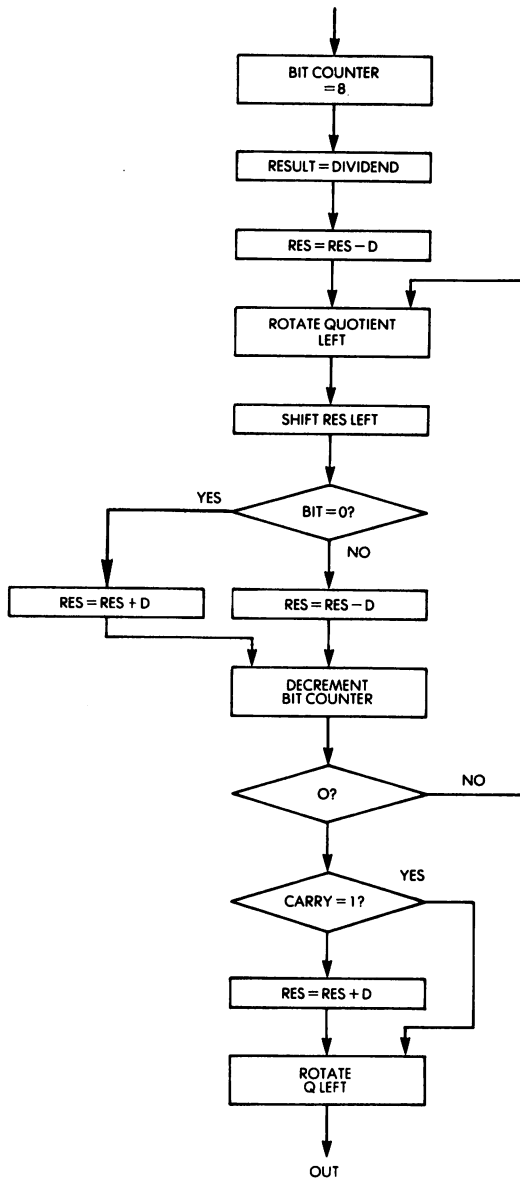 BIT COUNTER
=8
RESULT=DIVIDEND
RES=RES−D
ROTATE QUOTIENT
LEFT
SHIFT RES LEFT
BIT=0?
YES
NO
RES=RES+D
RES=RES−D
DECREMENT
BIT COUNTER
O?
NO
CARRY=1?
YES
RES=RES+D
ROTATE
Q LEFT
OUT